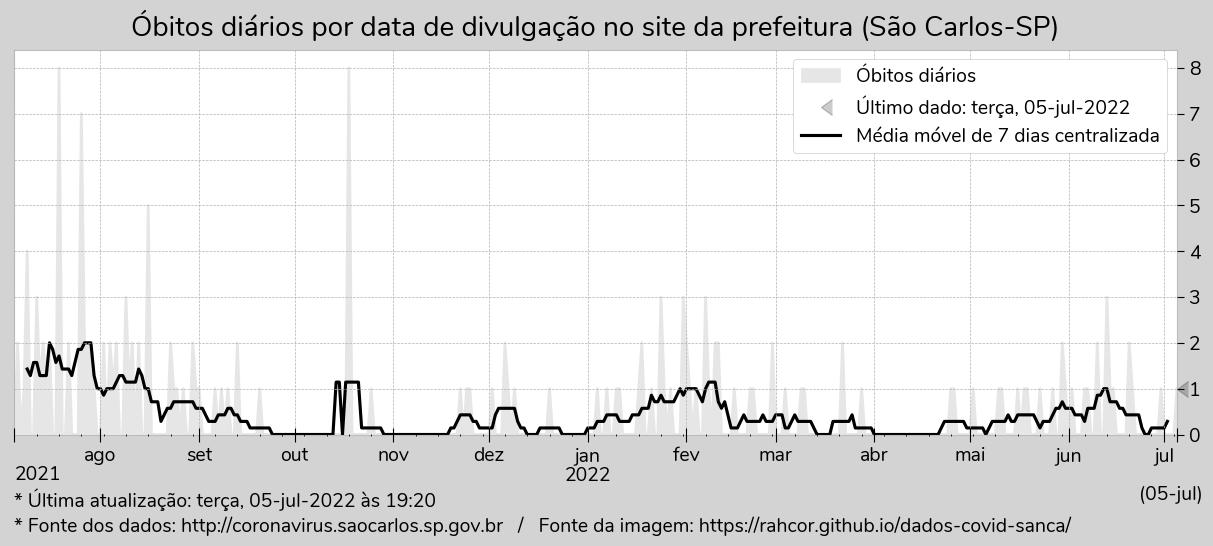 Óbitos diários por data de divulgação no site da prefeitura (São Carlos-SP)
Óbitos diários
Último dado: terça, 05-jul-2022
Média móvel de 7 dias centralizada
8
7
6
5
4
3
2
1
0
ago set out nov dez jan fev mar abr mai jun jul
2021 2022
(05-jul)
* Última atualização: terça, 05-jul-2022 às 19:20
* Fonte dos dados: http://coronavirus.saocarlos.sp.gov.br / Fonte da imagem: https://rahcor.github.io/dados-covid-sanca/